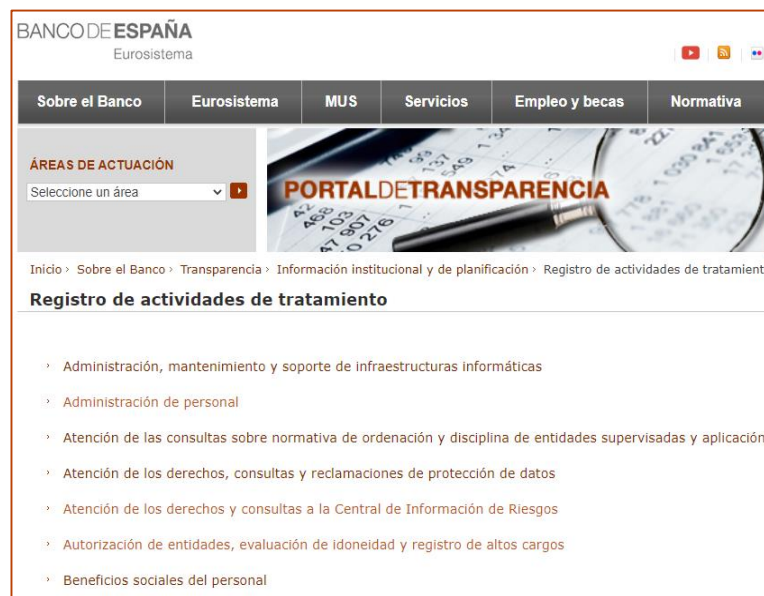 BANCO DE ESPAÑA
Eurosistema
Sobre el Banco Eurosistema MUS Servicios Empleo y becas Normativa
ÁREAS DE ACTUACIÓN
Seleccione un área
PORTALDETRANSPARENCIA
Inicio › Sobre el Banco › Transparencia › Información institucional y de planificación › Registro de actividades de tratamient
Registro de actividades de tratamiento
› Administración, mantenimiento y soporte de infraestructuras informáticas
› Administración de personal
› Atención de las consultas sobre normativa de ordenación y disciplina de entidades supervisadas y aplicación
› Atención de los derechos, consultas y reclamaciones de protección de datos
› Atención de los derechos y consultas a la Central de Información de Riesgos
› Autorización de entidades, evaluación de idoneidad y registro de altos cargos
› Beneficios sociales del personal